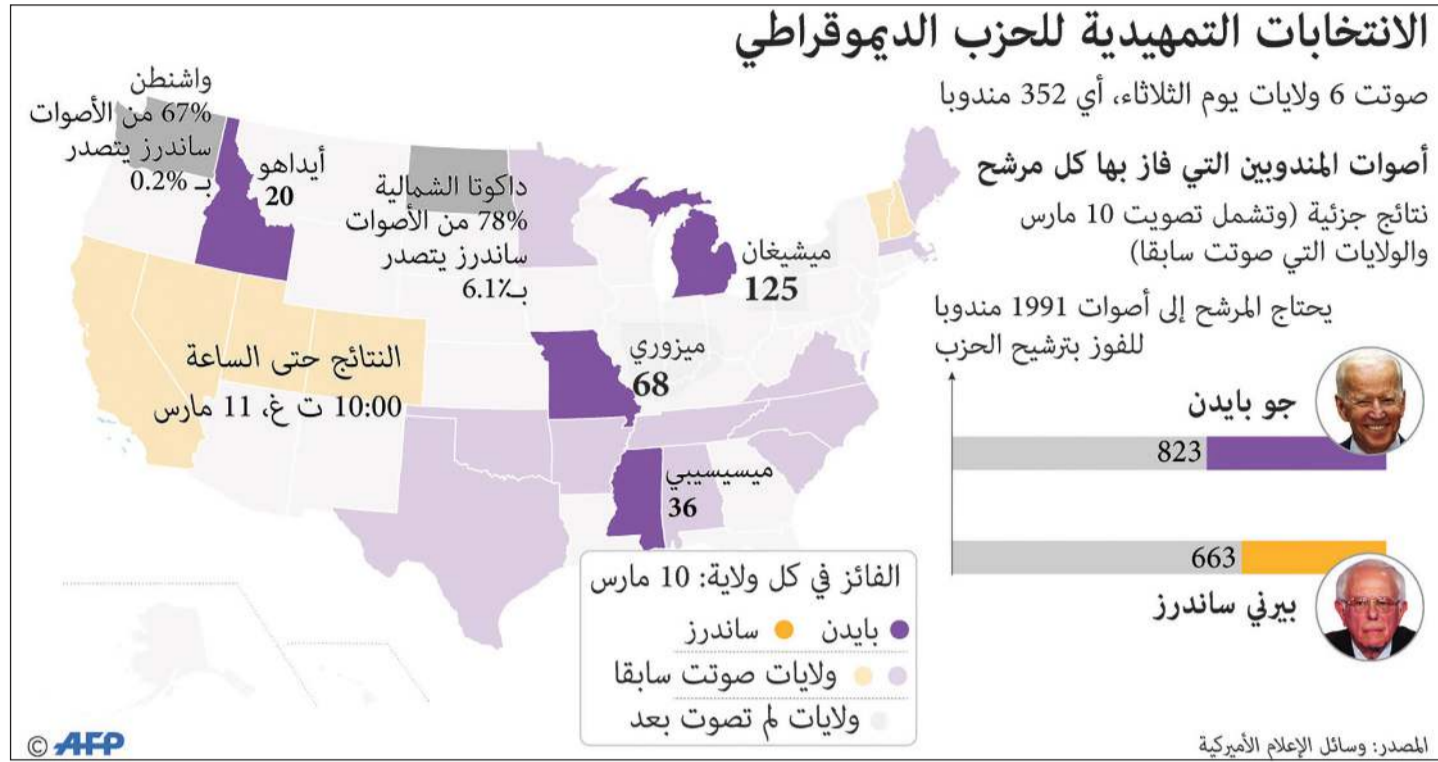 الانتخابات التمهيدية للحزب الديموقراطي
صوتت 6 ولايات يوم الثلاثاء، أي 352 مندوبا
أصوات المندوبين التي فاز بها كل مرشح
نتائج جزئية (وتشمل تصويت 10 مارس
والولايات التي صوتت سابقا)
يحتاج المرشح إلى أصوات 1991 مندوبا
للفوز بترشيح الحزب
جو بايدن
823
663
بيرني ساندرز
واشنطن
67% من الأصوات
ساندرز يتصدر
بـ 0.2%
أيداهو
20
داكوتا الشمالية
78% من الأصوات
ساندرز يتصدر
بـ6.1٪
ميشيغان
125
ميزوري
68
ميسيسيبي
36
النتائج حتى الساعة
10:00 ت غ، 11 مارس
الفائز في كل ولاية: 10 مارس
بايدن ساندرز
ولايات صوتت سابقا
ولايات لم تصوت بعد
المصدر: وسائل الإعلام الأميركية
© AFP